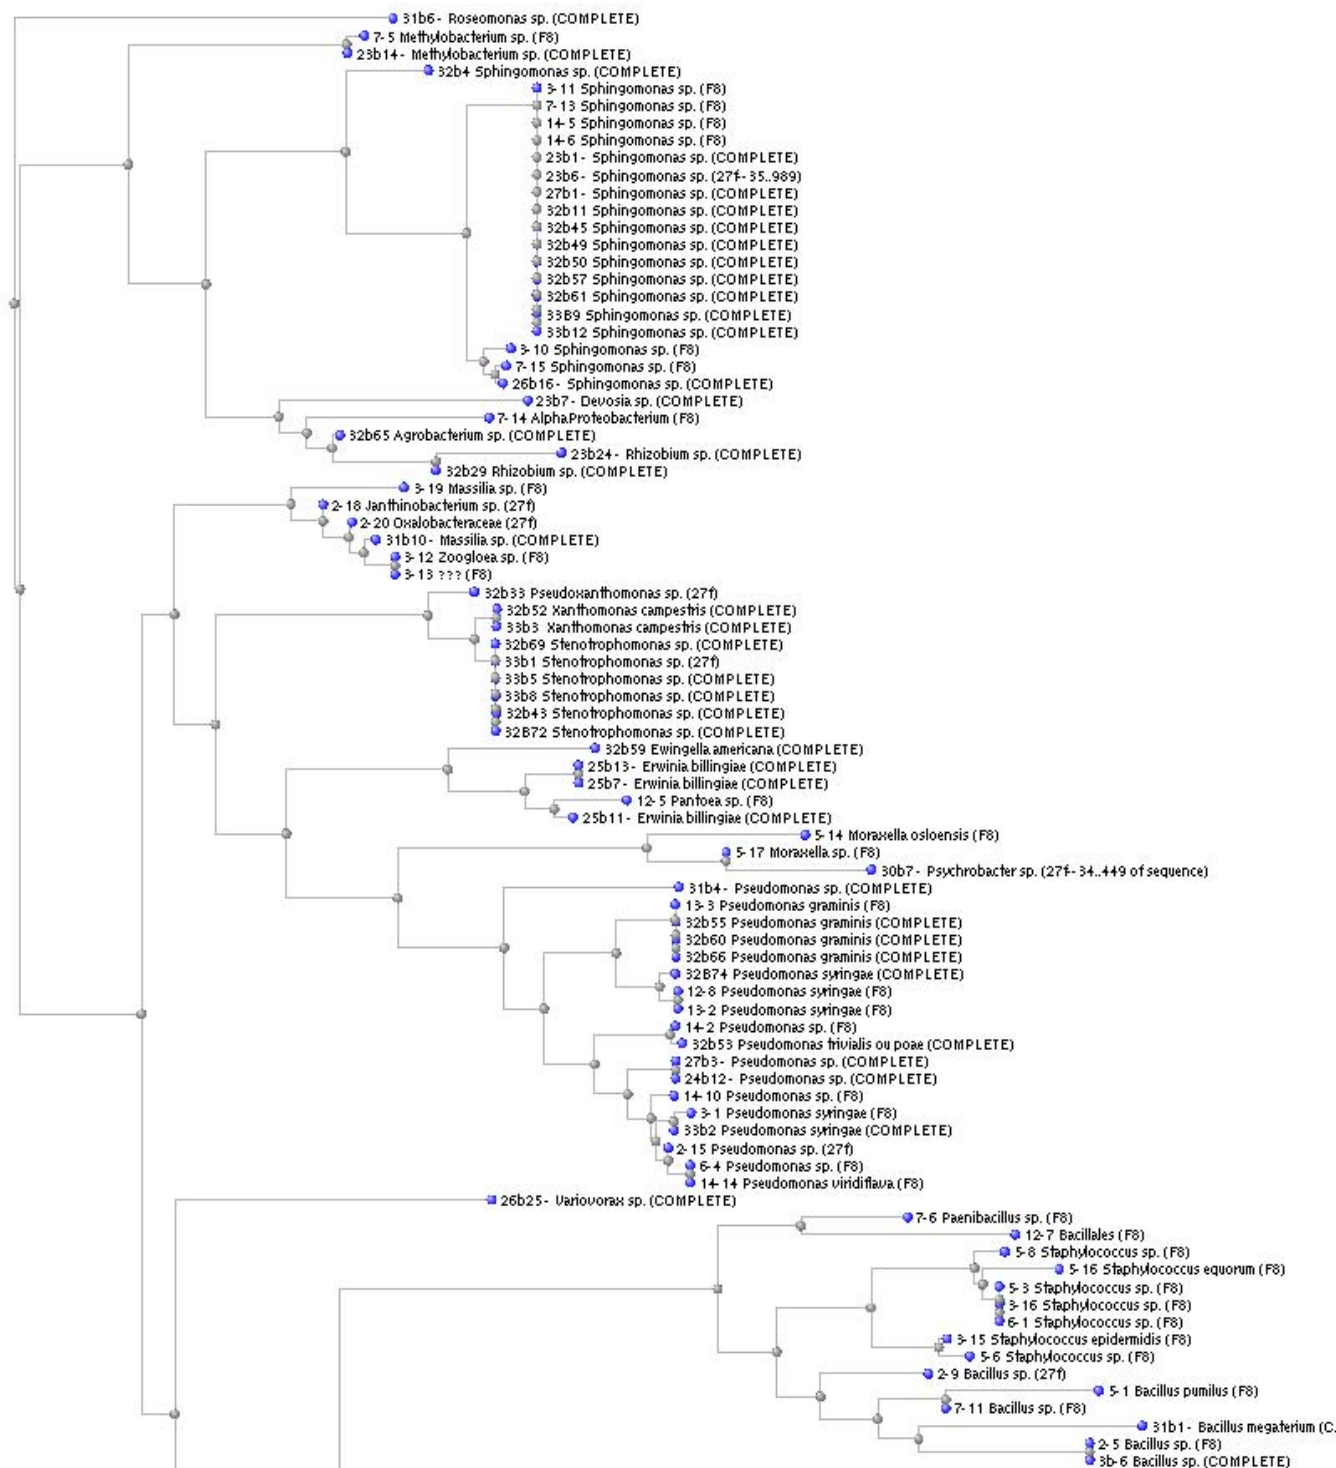 31b6- Roseomonas sp. (COMPLETE)
7-5 Methylobacterium sp. (F8)
23b14- Methylobacterium sp. (COMPLETE)
32b4 Sphingomonas sp. (COMPLETE)
3-11 Sphingomonas sp. (F8)
7-13 Sphingomonas sp. (F8)
14-5 Sphingomonas sp. (F8)
14-6 Sphingomonas sp. (F8)
23b1- Sphingomonas sp. (COMPLETE)
23b6- Sphingomonas sp. (27f-35..989)
27b1- Sphingomonas sp. (COMPLETE)
32b11 Sphingomonas sp. (COMPLETE)
32b45 Sphingomonas sp. (COMPLETE)
32b49 Sphingomonas sp. (COMPLETE)
32b50 Sphingomonas sp. (COMPLETE)
32b57 Sphingomonas sp. (COMPLETE)
32b61 Sphingomonas sp. (COMPLETE)
33B9 Sphingomonas sp. (COMPLETE)
33b12 Sphingomonas sp. (COMPLETE)
3-10 Sphingomonas sp. (F8)
7-15 Sphingomonas sp. (F8)
26b16- Sphingomonas sp. (COMPLETE)
23b7- Devosia sp. (COMPLETE)
7-14 AlphaProteobacterium (F8)
32b65 Agrobacterium sp. (COMPLETE)
23b24- Rhizobium sp. (COMPLETE)
32b29 Rhizobium sp. (COMPLETE)
3-19 Massilia sp. (F8)
2-18 Janthinobacterium sp. (27f)
2-20 Oxalobacteraceae (27f)
31b10- Massilia sp. (COMPLETE)
3-12 Zoogloea sp. (F8)
3-13 ??? (F8)
32b33 Pseudoxanthomonas sp. (27f)
32b52 Xanthomonas campestris (COMPLETE)
33b3 Xanthomonas campestris (COMPLETE)
32b69 Stenotrophomonas sp. (COMPLETE)
33b1 Stenotrophomonas sp. (27f)
33b5 Stenotrophomonas sp. (COMPLETE)
33b8 Stenotrophomonas sp. (COMPLETE)
32b43 Stenotrophomonas sp. (COMPLETE)
32B72 Stenotrophomonas sp. (COMPLETE)
32b59 Ewingella americana (COMPLETE)
25b13- Erwinia billingiae (COMPLETE)
25b7- Erwinia billingiae (COMPLETE)
12-5 Pantoea sp. (F8)
25b11- Erwinia billingiae (COMPLETE)
5-14 Moraxella osloensis (F8)
5-17 Moraxella sp. (F8)
30b7- Psychrobacter sp. (27f-34..449 of sequence)
31b4- Pseudomonas sp. (COMPLETE)
13-3 Pseudomonas graminis (F8)
32b55 Pseudomonas graminis (COMPLETE)
32b60 Pseudomonas graminis (COMPLETE)
32b66 Pseudomonas graminis (COMPLETE)
32B74 Pseudomonas syringae (COMPLETE)
12-8 Pseudomonas syringae (F8)
13-2 Pseudomonas syringae (F8)
14-2 Pseudomonas sp. (F8)
32b53 Pseudomonas trivialis ou poae (COMPLETE)
27b3- Pseudomonas sp. (COMPLETE)
24b12- Pseudomonas sp. (COMPLETE)
14-10 Pseudomonas sp. (F8)
3-1 Pseudomonas syringae (F8)
33b2 Pseudomonas syringae (COMPLETE)
2-15 Pseudomonas sp. (27f)
6-4 Pseudomonas sp. (F8)
14-14 Pseudomonas viridiflava (F8)
26b25- Variovorax sp. (COMPLETE)
7-6 Paenibacillus sp. (F8)
12-7 Bacillales (F8)
5-8 Staphylococcus sp. (F8)
5-16 Staphylococcus equorum (F8)
5-3 Staphylococcus sp. (F8)
3-16 Staphylococcus sp. (F8)
6-1 Staphylococcus sp. (F8)
3-15 Staphylococcus epidermidis (F8)
5-6 Staphylococcus sp. (F8)
2-9 Bacillus sp. (27f)
5-1 Bacillus pumilus (F8)
7-11 Bacillus sp. (F8)
31b1- Bacillus megaterium (C.
2-5 Bacillus sp. (F8)
3b-6 Bacillus sp. (COMPLETE)